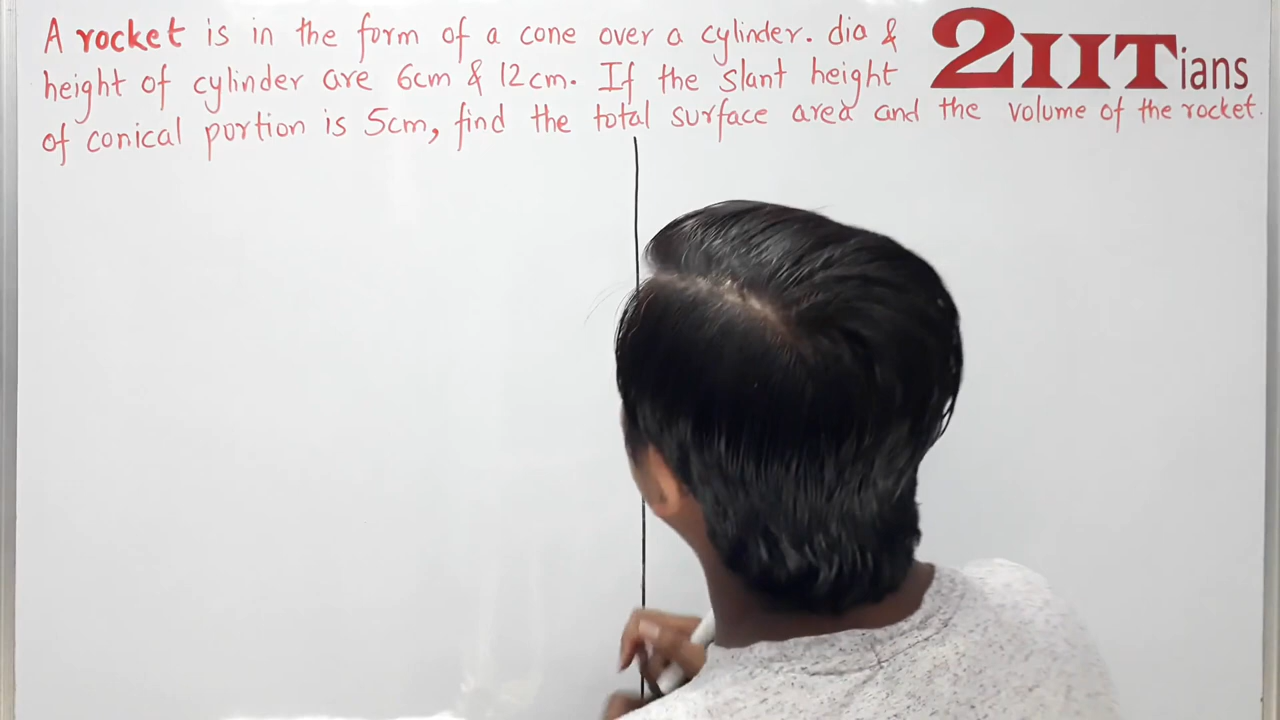 A rocket is in the form of a cone over a cylinder. dia &
height of cylinder are 6cm & 12cm. If the slant height
of conical portion is 5cm, find the total surface area and the volume of the rocket.
2IITians